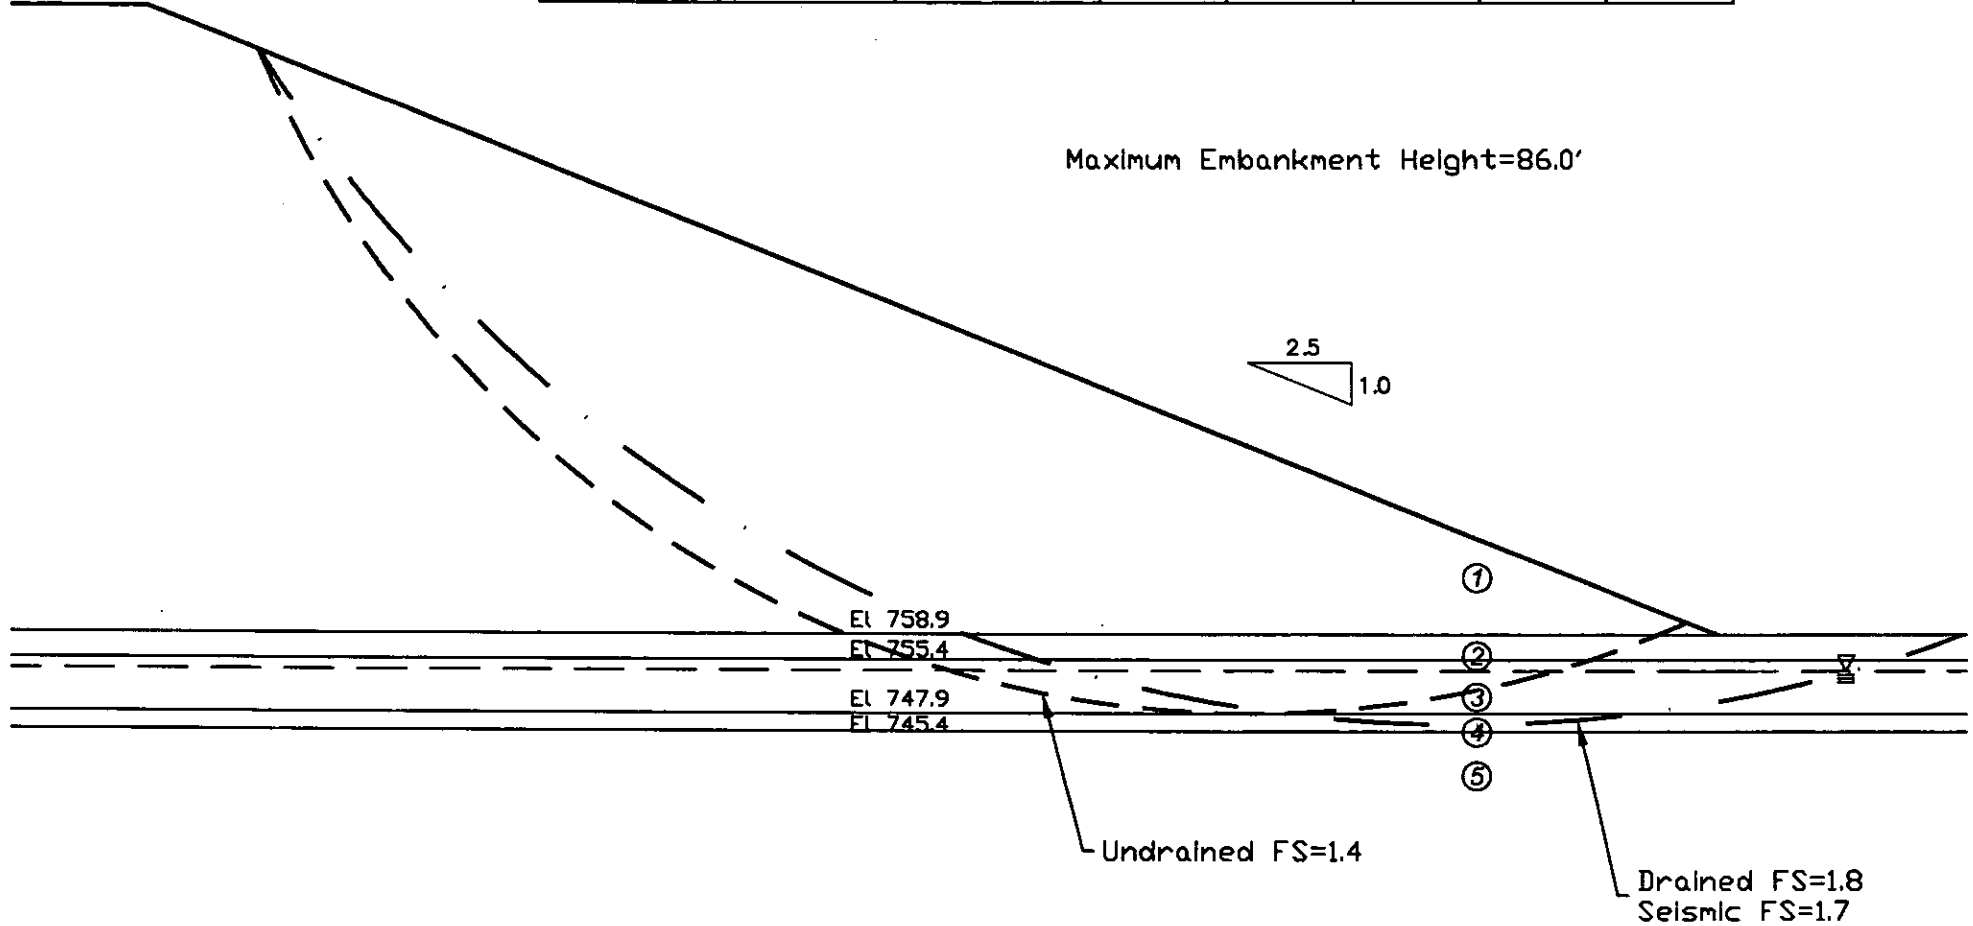 Maximum Embankment Height=86.0'
2.5
1.0
1
El 758.9
El 755.4
2
El 747.9
3
El 745.4
4
5
Undrained FS=1.4
Drained FS=1.8
Seismic FS=1.7